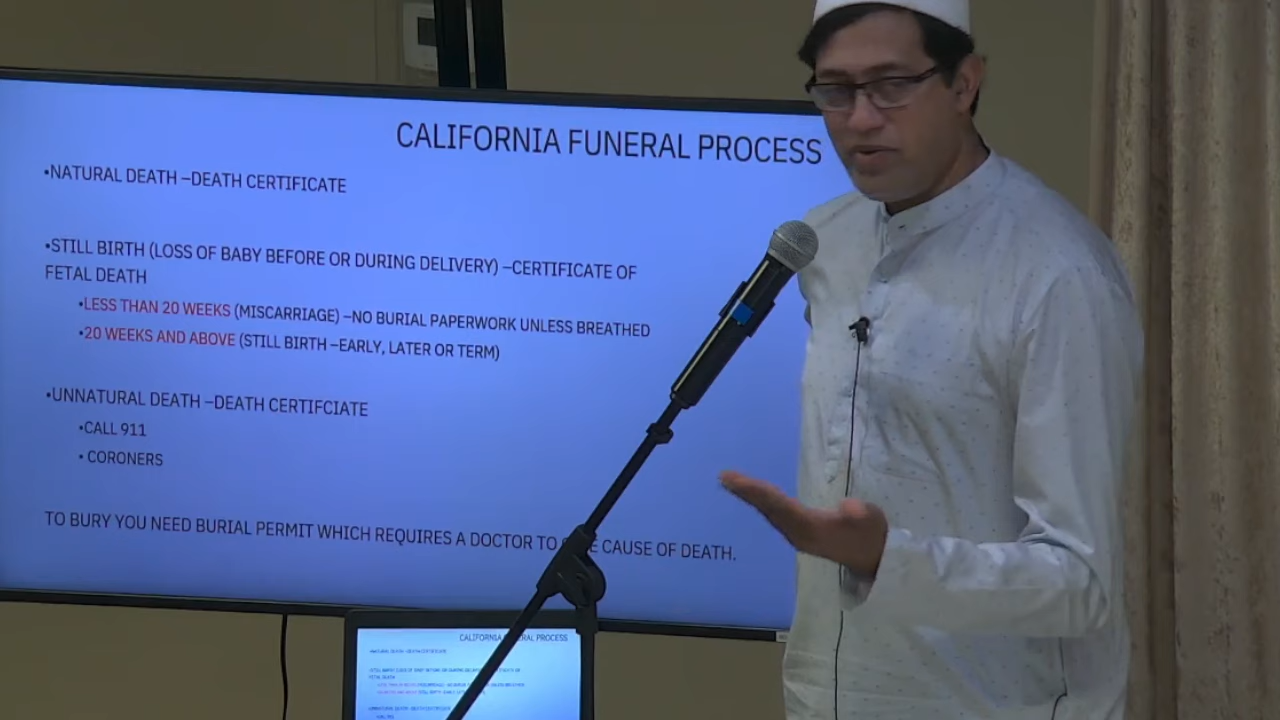 CALIFORNIA FUNERAL PROCESS
•NATURAL DEATH –DEATH CERTIFICATE
•STILL BIRTH (LOSS OF BABY BEFORE OR DURING DELIVERY) –CERTIFICATE OF
FETAL DEATH
•LESS THAN 20 WEEKS (MISCARRIAGE) –NO BURIAL PAPERWORK UNLESS BREATHED
•20 WEEKS AND ABOVE (STILL BIRTH –EARLY, LATER OR TERM)
•UNNATURAL DEATH –DEATH CERTIFCIATE
•CALL 911
• CORONERS
TO BURY YOU NEED BURIAL PERMIT WHICH REQUIRES A DOCTOR TO CAUSE OF DEATH.
CALIFORNIA PROCESS